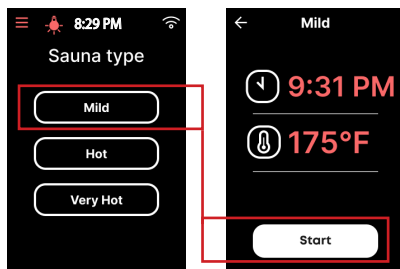 8:29 PM
Sauna type
Mild
Hot
Very Hot
Mild
9:31 PM
175°F
Start